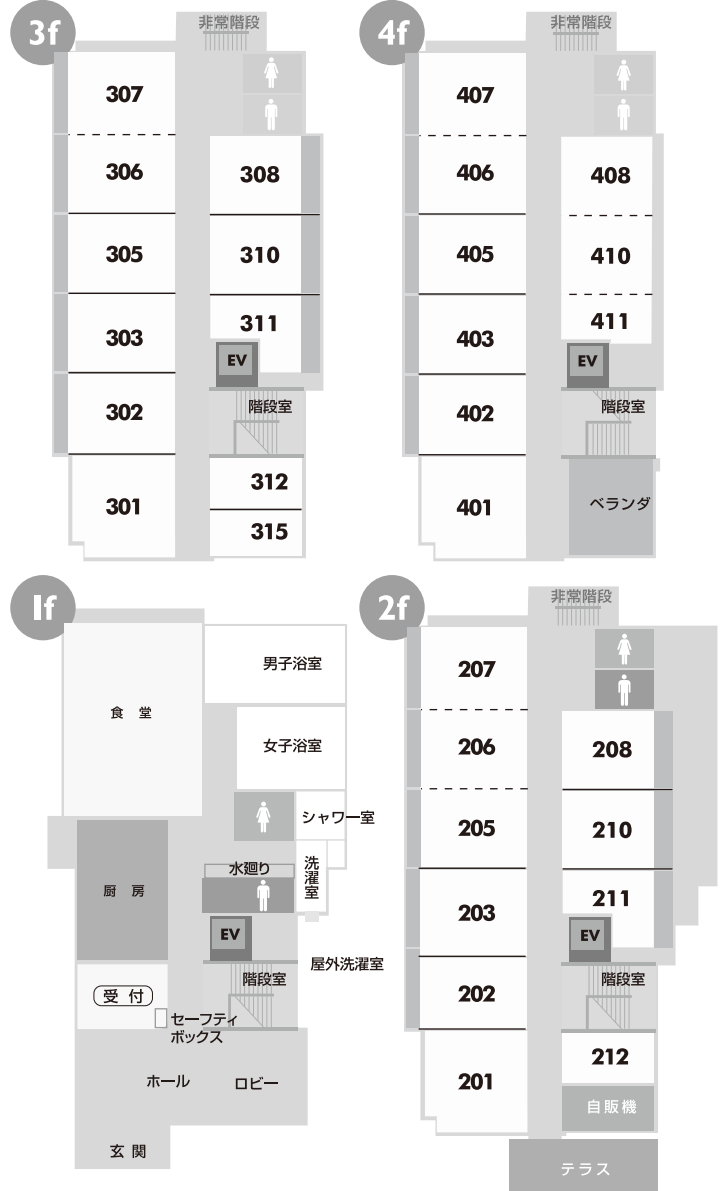 3f
非常階段
307
306
308
305
310
303
311
EV
302
階段室
301
312
315
4f
非常階段
407
406
408
405
410
403
411
EV
402
階段室
401
ベランダ
1f
男子浴室
食 堂
女子浴室
シャワー室
水廻り
洗濯室
厨 房
EV
屋外洗濯室
階段室
受 付
セーフティ
ボックス
ホール
ロビー
玄 関
2f
非常階段
207
206
208
205
210
203
211
EV
202
階段室
201
212
自販機
テラス